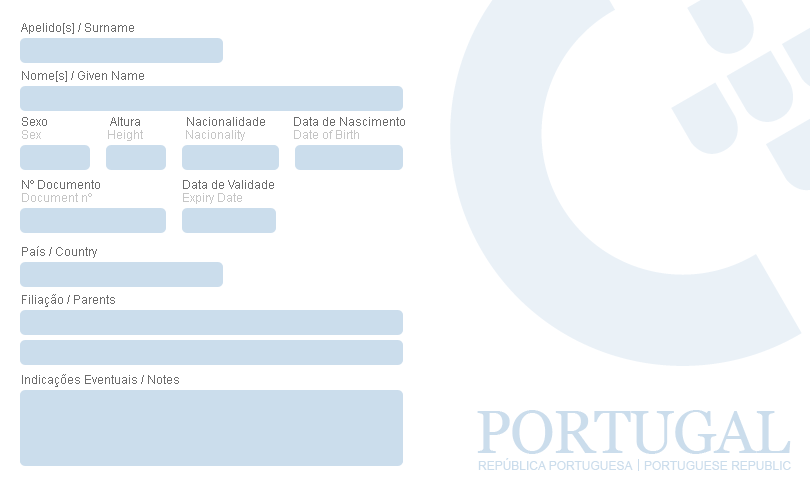 Apelido[s] / Surname
Nome[s] / Given Name
Sexo Altura Nacionalidade Data de Nascimento
Sex Height Nacionality Date of Birth
Nº Documento Data de Validade
Document nº Expiry Date
País / Country
Filiação / Parents
Indicações Eventuais / Notes
PORTUGAL
REPÚBLICA PORTUGUESA | PORTUGUESE REPUBLIC